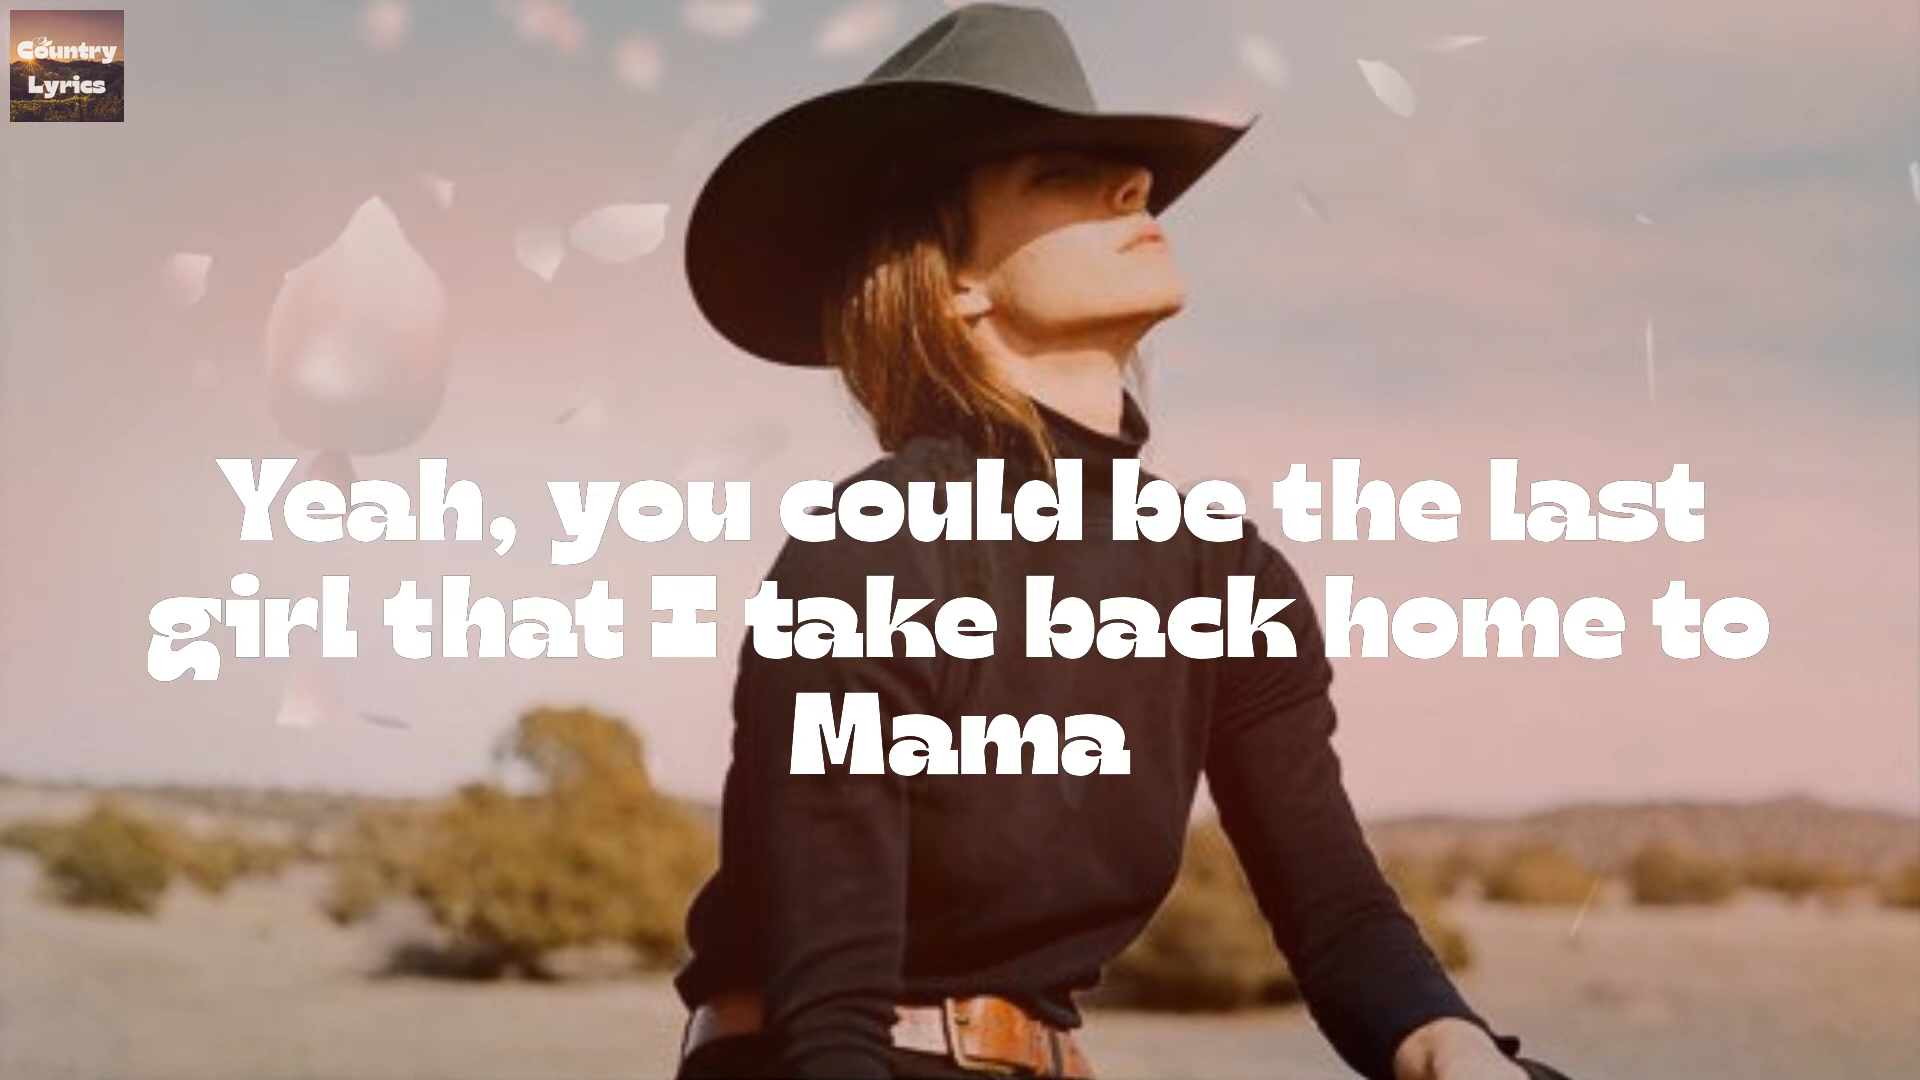 Country
Lyrics
Yeah, you could be the last
girl that I take back home to
Mama